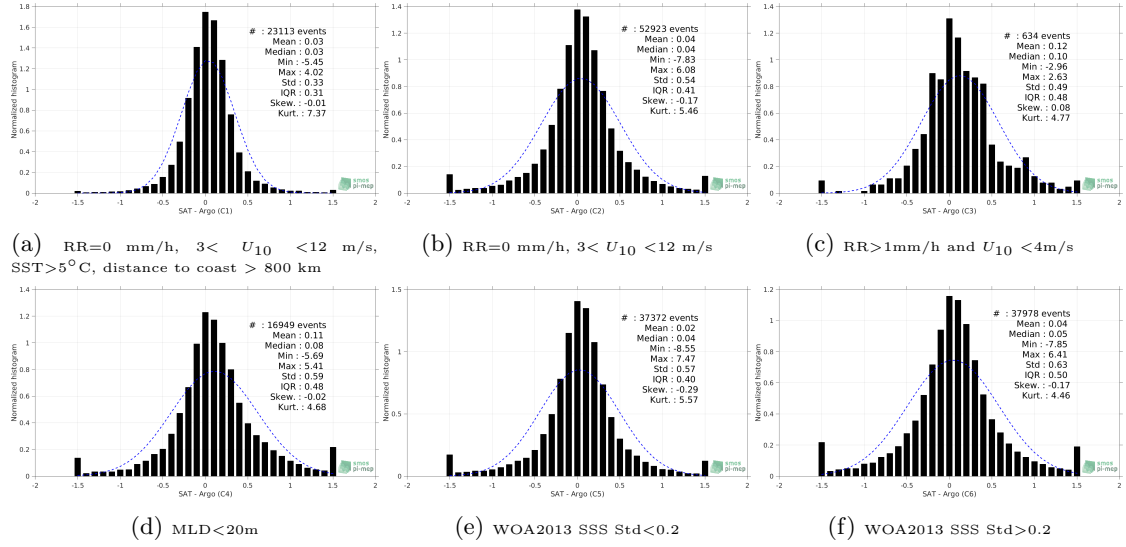 1.8
1.6
1.4
1.2
1
0.8
0.6
0.4
0.2
0
Normalized histogram
# : 23113 events
Mean : 0.03
Median : 0.03
Min : -5.45
Max : 4.02
Std : 0.33
IQR : 0.31
Skew. : -0.01
Kurt. : 7.37
smos
pi-mep
-2 -1.5 -1 -0.5 0 0.5 1 1.5 2
SAT - Argo (C1)
(a) RR=0 mm/h, 3< U10 <12 m/s,
SST>5°C, distance to coast > 800 km
1.4
1.2
1
0.8
0.6
0.4
0.2
0
Normalized histogram
# : 52923 events
Mean : 0.04
Median : 0.04
Min : -7.83
Max : 6.08
Std : 0.54
IQR : 0.41
Skew. : -0.17
Kurt. : 5.46
smos
pi-mep
-2 -1.5 -1 -0.5 0 0.5 1 1.5 2
SAT - Argo (C2)
(b) RR=0 mm/h, 3< U10 <12 m/s
1.4
1.2
1
0.8
0.6
0.4
0.2
0
Normalized histogram
# : 634 events
Mean : 0.12
Median : 0.10
Min : -2.96
Max : 2.63
Std : 0.49
IQR : 0.48
Skew. : 0.08
Kurt. : 4.77
smos
pi-mep
-2 -1.5 -1 -0.5 0 0.5 1 1.5 2
SAT - Argo (C3)
(c) RR>1mm/h and U10 <4m/s
1.4
1.2
1
0.8
0.6
0.4
0.2
0
Normalized histogram
# : 16949 events
Mean : 0.11
Median : 0.08
Min : -5.69
Max : 5.41
Std : 0.59
IQR : 0.48
Skew. : -0.02
Kurt. : 4.68
smos
pi-mep
-2 -1.5 -1 -0.5 0 0.5 1 1.5 2
SAT - Argo (C4)
(d) MLD<20m
1.5
1
0.5
0
Normalized histogram
# : 37372 events
Mean : 0.02
Median : 0.04
Min : -8.55
Max : 7.47
Std : 0.57
IQR : 0.40
Skew. : -0.29
Kurt. : 5.57
smos
pi-mep
-2 -1.5 -1 -0.5 0 0.5 1 1.5 2
SAT - Argo (C5)
(e) WOA2013 SSS Std<0.2
1.2
1
0.8
0.6
0.4
0.2
0
Normalized histogram
# : 37978 events
Mean : 0.04
Median : 0.05
Min : -7.85
Max : 6.41
Std : 0.63
IQR : 0.50
Skew. : -0.17
Kurt. : 4.46
smos
pi-mep
-2 -1.5 -1 -0.5 0 0.5 1 1.5 2
SAT - Argo (C6)
(f) WOA2013 SSS Std>0.2